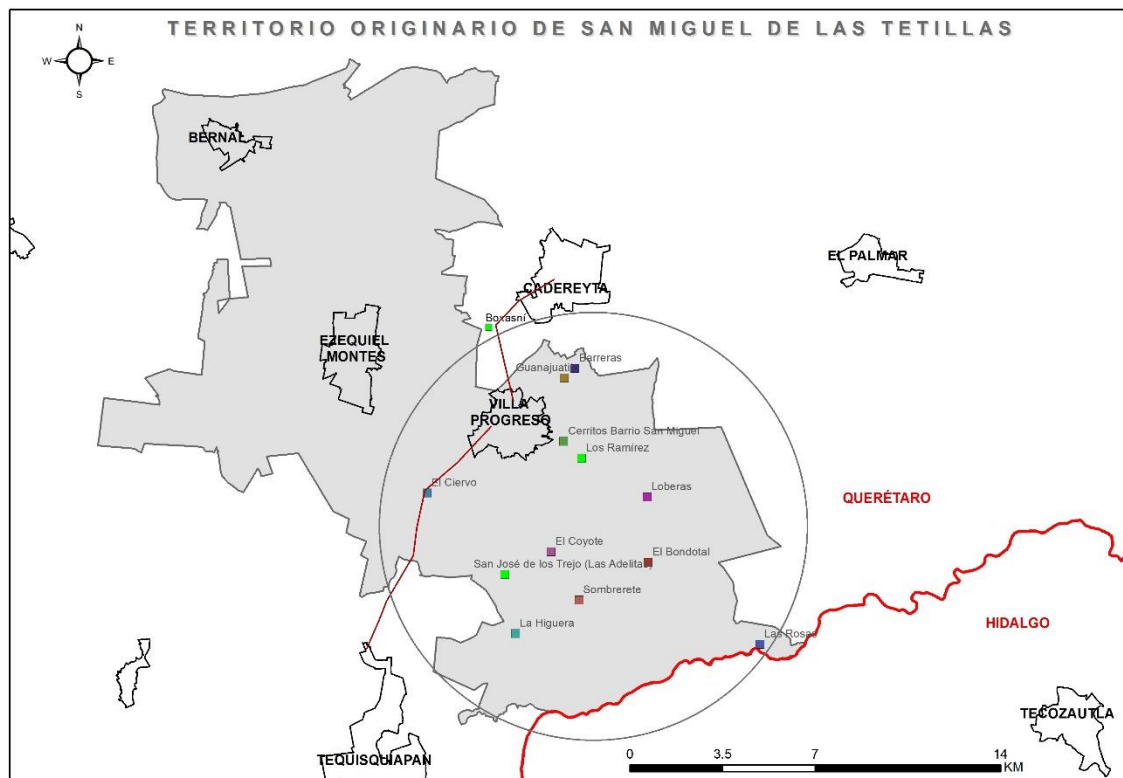 TERRITORIO ORIGINARIO DE SAN MIGUEL DE LAS TETILLAS
N
W E
S
BERNAL
EL PALMAR
CADEREYTA
Boxasní
EZEQUIEL
MONTES
Barreras
Guanajuati
VILLA
PROGRESO
Cerritos Barrio San Miguel
Los Ramírez
El Ciervo
Loberas
QUERÉTARO
El Coyote
El Bondotal
San José de los Trejo (Las Adelitas)
Sombrerete
HIDALGO
La Higuera
Las Rosas
TECOZAUTLA
TEQUISQUIAPAN
0 3.5 7 14
KM